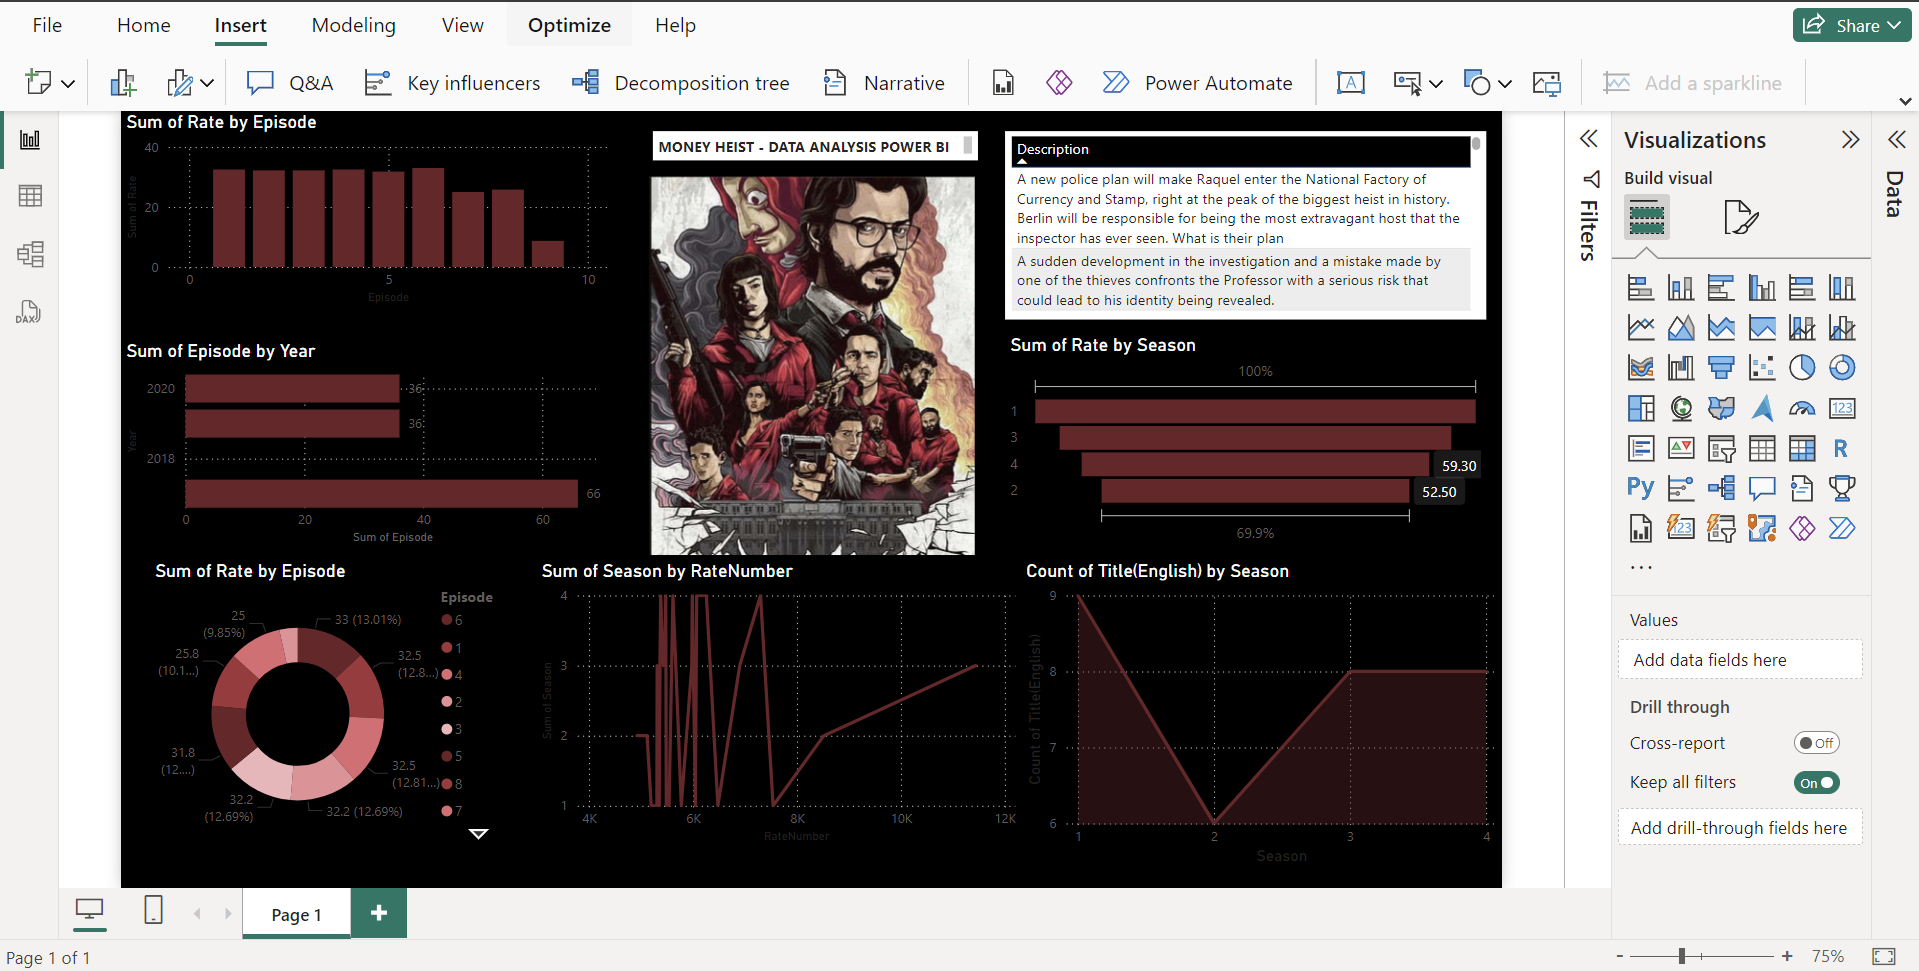 File Home Insert Modeling View Optimize Help Share
Q&A Key influencers Decomposition tree Narrative Power Automate Add a sparkline
Sum of Rate by Episode
40
20
0
Sum of Rate
0 5 10
Episode
MONEY HEIST - DATA ANALYSIS POWER BI
Description
A new police plan will make Raquel enter the National Factory of
Currency and Stamp, right at the peak of the biggest heist in history.
Berlin will be responsible for being the most extravagant host that the
inspector has ever seen. What is their plan
A sudden development in the investigation and a mistake made by
one of the thieves confronts the Professor with a serious risk that
could lead to his identity being revealed.
Sum of Episode by Year
2020
2018
Year
36
36
66
0 20 40 60
Sum of Episode
Sum of Rate by Season
100%
1
3
4 59.30
2 52.50
69.9%
Sum of Rate by Episode
33 (13.01%)
32.5
(12.8...)
32.5
(12.81...)
32.2 (12.69%)
32.2
(12.69%)
31.8
(12....)
25.8
(10.1...)
25
(9.85%)
Episode
6
1
4
2
3
5
8
7
Sum of Season by RateNumber
4
3
2
1
Sum of Season
4K 6K 8K 10K 12K
RateNumber
Count of Title(English) by Season
9
8
7
6
Count of Title(English)
1 2 3 4
Season
Filters
Visualizations
Build visual
123
R
Py
123
...
Values
Add data fields here
Drill through
Cross-report Off
Keep all filters On
Add drill-through fields here
Data
DAX
Page 1 +
Page 1 of 1
- + 75%